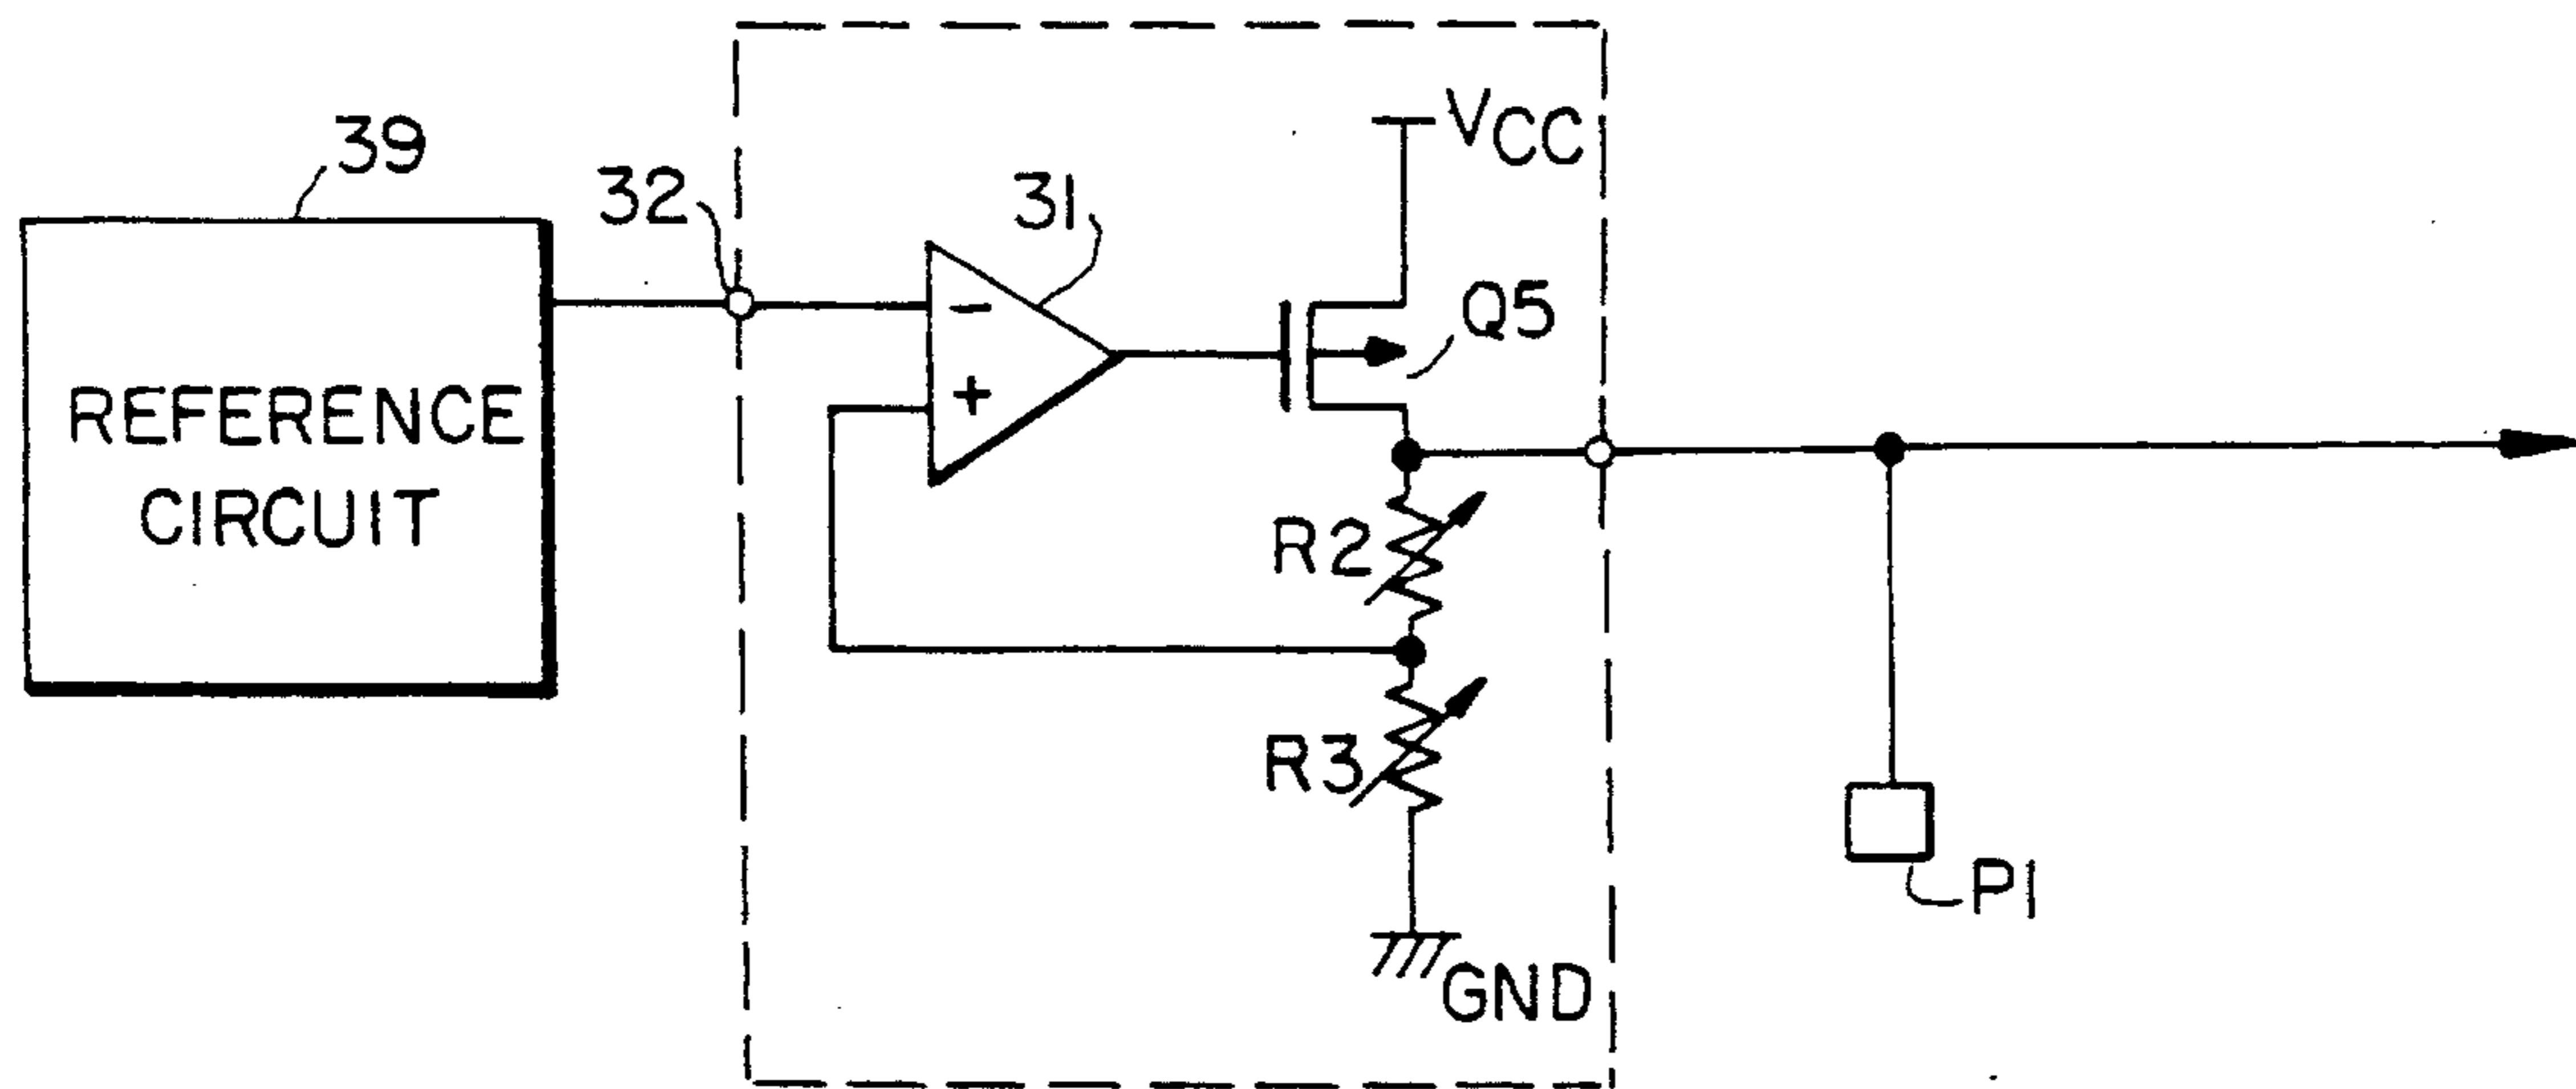 39
32
31
VCC
Q5
REFERENCE
CIRCUIT
-
+
R2
R3
P1
GND